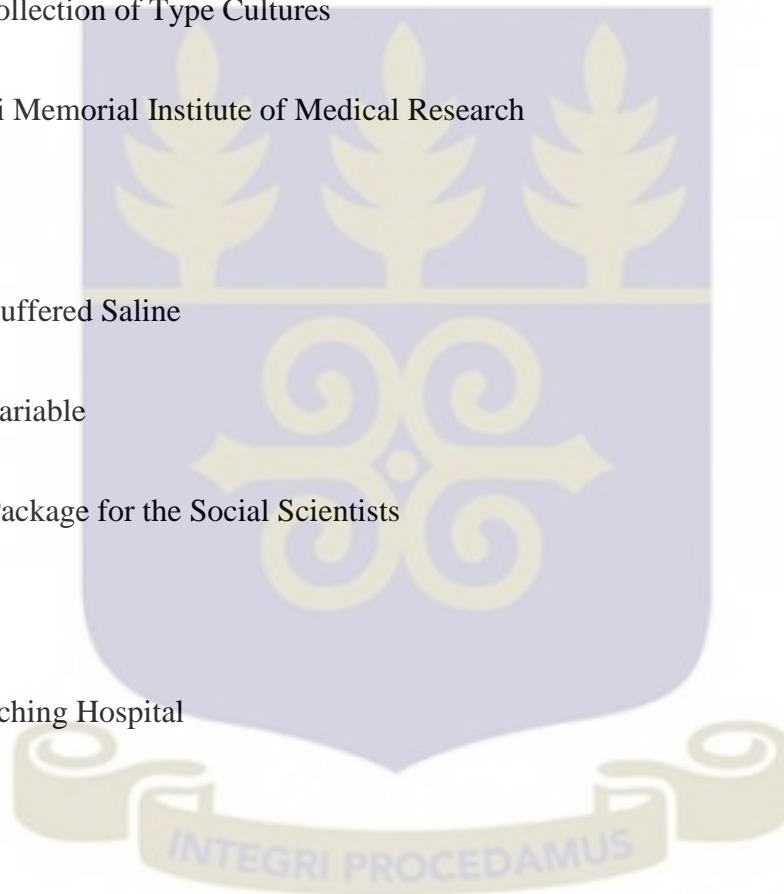 ollection of Type Cultures
i Memorial Institute of Medical Research
uffered Saline
ariable
Package for the Social Scientists
ching Hospital
INTEGRI PROCEDAMUS